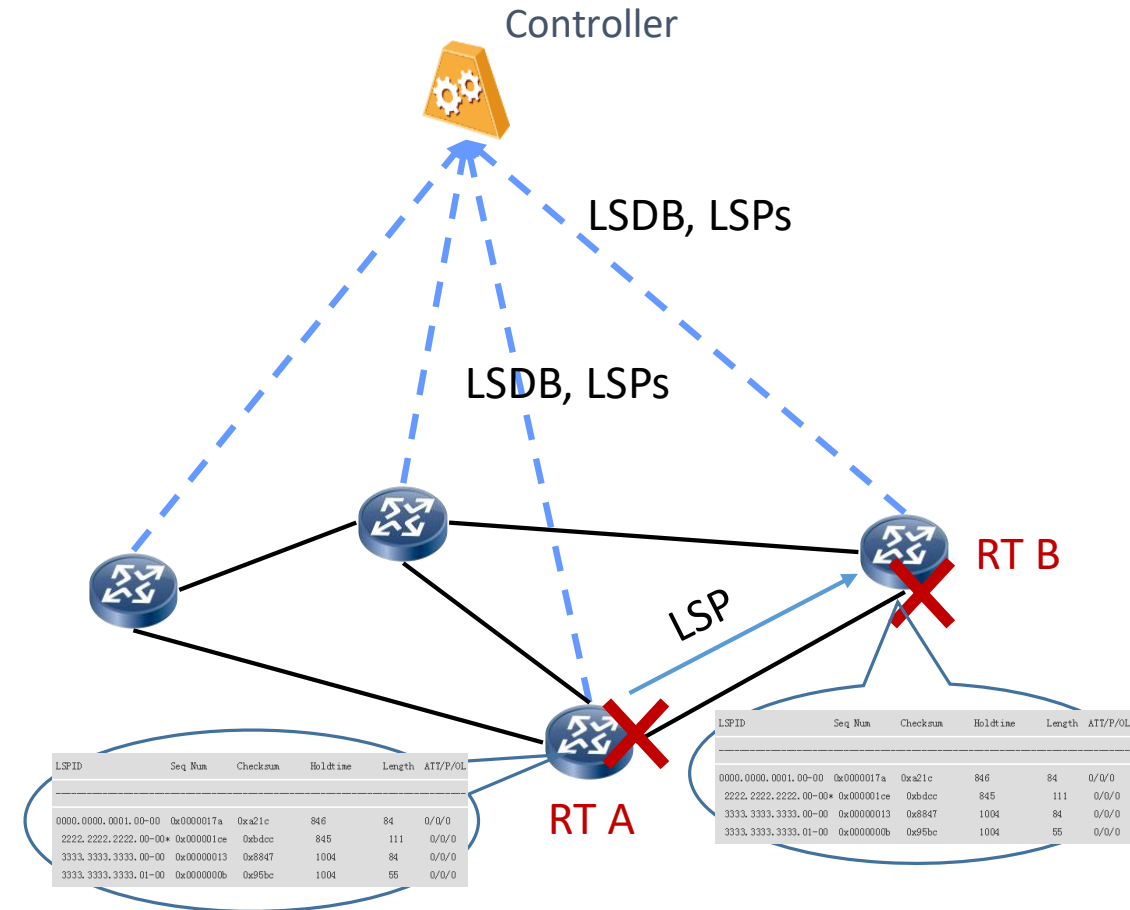 Controller
LSDB, LSPs
LSDB, LSPs
RT B
LSP
RT A
LSPID Seq Num Checksum Holdtime Length ATT/P/OL
0000.0000.0001.00-00 0x0000017a 0xa21c 846 84 0/0/0
2222.2222.2222.00-00* 0x000001ce 0xbdcc 845 111 0/0/0
3333.3333.3333.00-00 0x00000013 0x8847 1004 84 0/0/0
3333.3333.3333.01-00 0x0000000b 0x95bc 1004 55 0/0/0
LSPID Seq Num Checksum Holdtime Length ATT/P/OL
0000.0000.0001.00-00 0x0000017a 0xa21c 846 84 0/0/0
2222.2222.2222.00-00* 0x000001ce 0xbdcc 845 111 0/0/0
3333.3333.3333.00-00 0x00000013 0x8847 1004 84 0/0/0
3333.3333.3333.01-00 0x0000000b 0x95bc 1004 55 0/0/0